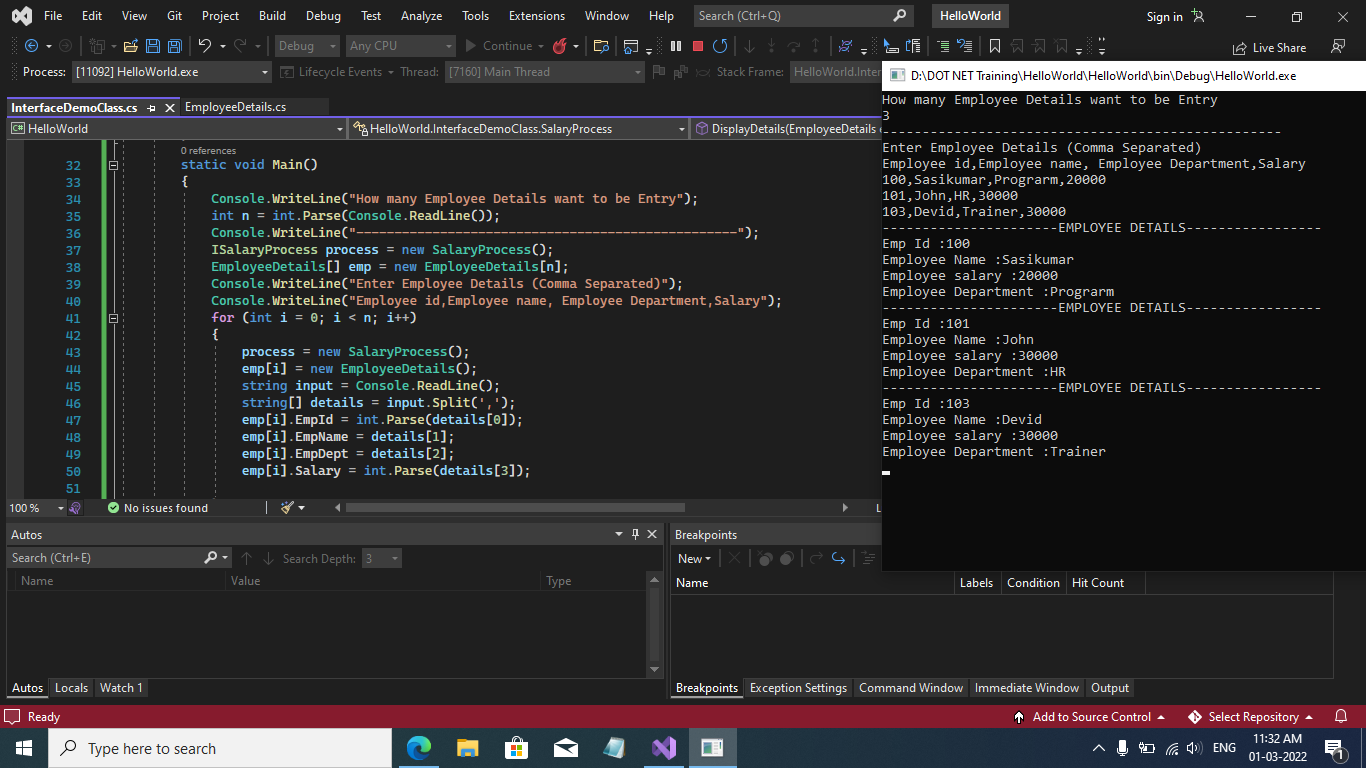 File Edit View Git Project Build Debug Test Analyze Tools Extensions Window Help Search (Ctrl+Q) HelloWorld Sign in
Debug Any CPU Continue Live Share
Process: [11092] HelloWorld.exe Lifecycle Events Thread: [7160] Main Thread Stack Frame: HelloWorld.Inter
InterfaceDemoClass.cs EmployeeDetails.cs
HelloWorld HelloWorld.InterfaceDemoClass.SalaryProcess DisplayDetails(EmployeeDetails
0 references
32 static void Main()
33 {
34 Console.WriteLine("How many Employee Details want to be Entry");
35 int n = int.Parse(Console.ReadLine());
36 Console.WriteLine("--------------------------------------------------");
37 ISalaryProcess process = new SalaryProcess();
38 EmployeeDetails[] emp = new EmployeeDetails[n];
39 Console.WriteLine("Enter Employee Details (Comma Separated)");
40 Console.WriteLine("Employee id,Employee name, Employee Department,Salary");
41 for (int i = 0; i < n; i++)
42 {
43 process = new SalaryProcess();
44 emp[i] = new EmployeeDetails();
45 string input = Console.ReadLine();
46 string[] details = input.Split(',');
47 emp[i].EmpId = int.Parse(details[0]);
48 emp[i].EmpName = details[1];
49 emp[i].EmpDept = details[2];
50 emp[i].Salary = int.Parse(details[3]);
51
100 % No issues found
D:\DOT NET Training\HelloWorld\HelloWorld\bin\Debug\HelloWorld.exe
How many Employee Details want to be Entry
3
--------------------------------------------------
Enter Employee Details (Comma Separated)
Employee id,Employee name, Employee Department,Salary
100,Sasikumar,Prograrm,20000
101,John,HR,30000
103,Devid,Trainer,30000
----------------------EMPLOYEE DETAILS-----------------
Emp Id :100
Employee Name :Sasikumar
Employee salary :20000
Employee Department :Prograrm
----------------------EMPLOYEE DETAILS-----------------
Emp Id :101
Employee Name :John
Employee salary :30000
Employee Department :HR
----------------------EMPLOYEE DETAILS-----------------
Emp Id :103
Employee Name :Devid
Employee salary :30000
Employee Department :Trainer
Autos
Search (Ctrl+E) Search Depth: 3
Name Value Type
Autos Locals Watch 1
Breakpoints
New
Name Labels Condition Hit Count
Breakpoints Exception Settings Command Window Immediate Window Output
Ready Add to Source Control Select Repository
Type here to search
ENG
11:32 AM
01-03-2022
1